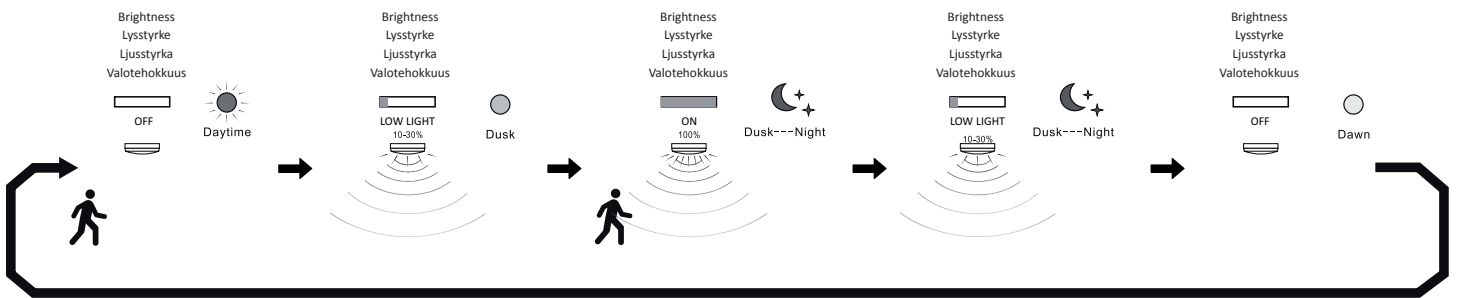 Brightness
Lysstyrke
Ljusstyrka
Valotehokkuus
OFF
Daytime
Brightness
Lysstyrke
Ljusstyrka
Valotehokkuus
LOW LIGHT
10-30%
Dusk
Brightness
Lysstyrke
Ljusstyrka
Valotehokkuus
ON
100%
Dusk---Night
Brightness
Lysstyrke
Ljusstyrka
Valotehokkuus
LOW LIGHT
10-30%
Dusk---Night
Brightness
Lysstyrke
Ljusstyrka
Valotehokkuus
OFF
Dawn